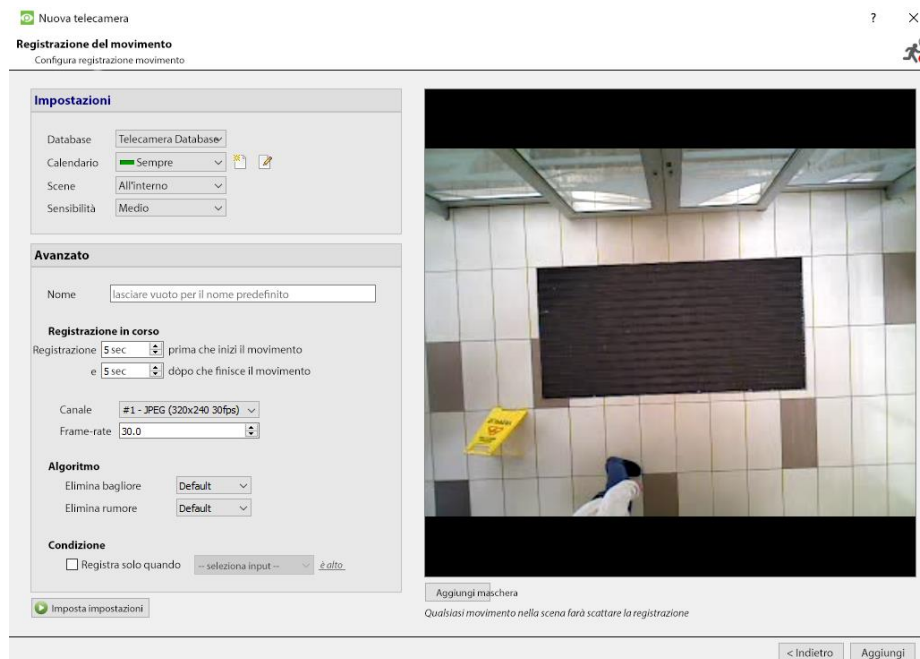 Nuova telecamera
?
Registrazione del movimento
Configura registrazione movimento
Impostazioni
Database Telecamera Database
Calendario Sempre
Scene All'interno
Sensibilità Medio
Avanzato
Nome lasciare vuoto per il nome predefinito
Registrazione in corso
Registrazione 5 sec prima che inizi il movimento
e 5 sec dòpo che finisce il movimento
Canale #1 - JPEG (320x240 30fps)
Frame-rate 30.0
Algoritmo
Elimina bagliore Default
Elimina rumore Default
Condizione
Registra solo quando -- seleziona input -- è alto
Imposta impostazioni
Aggiungi maschera
Qualsiasi movimento nella scena farà scattare la registrazione
< Indietro Aggiungi